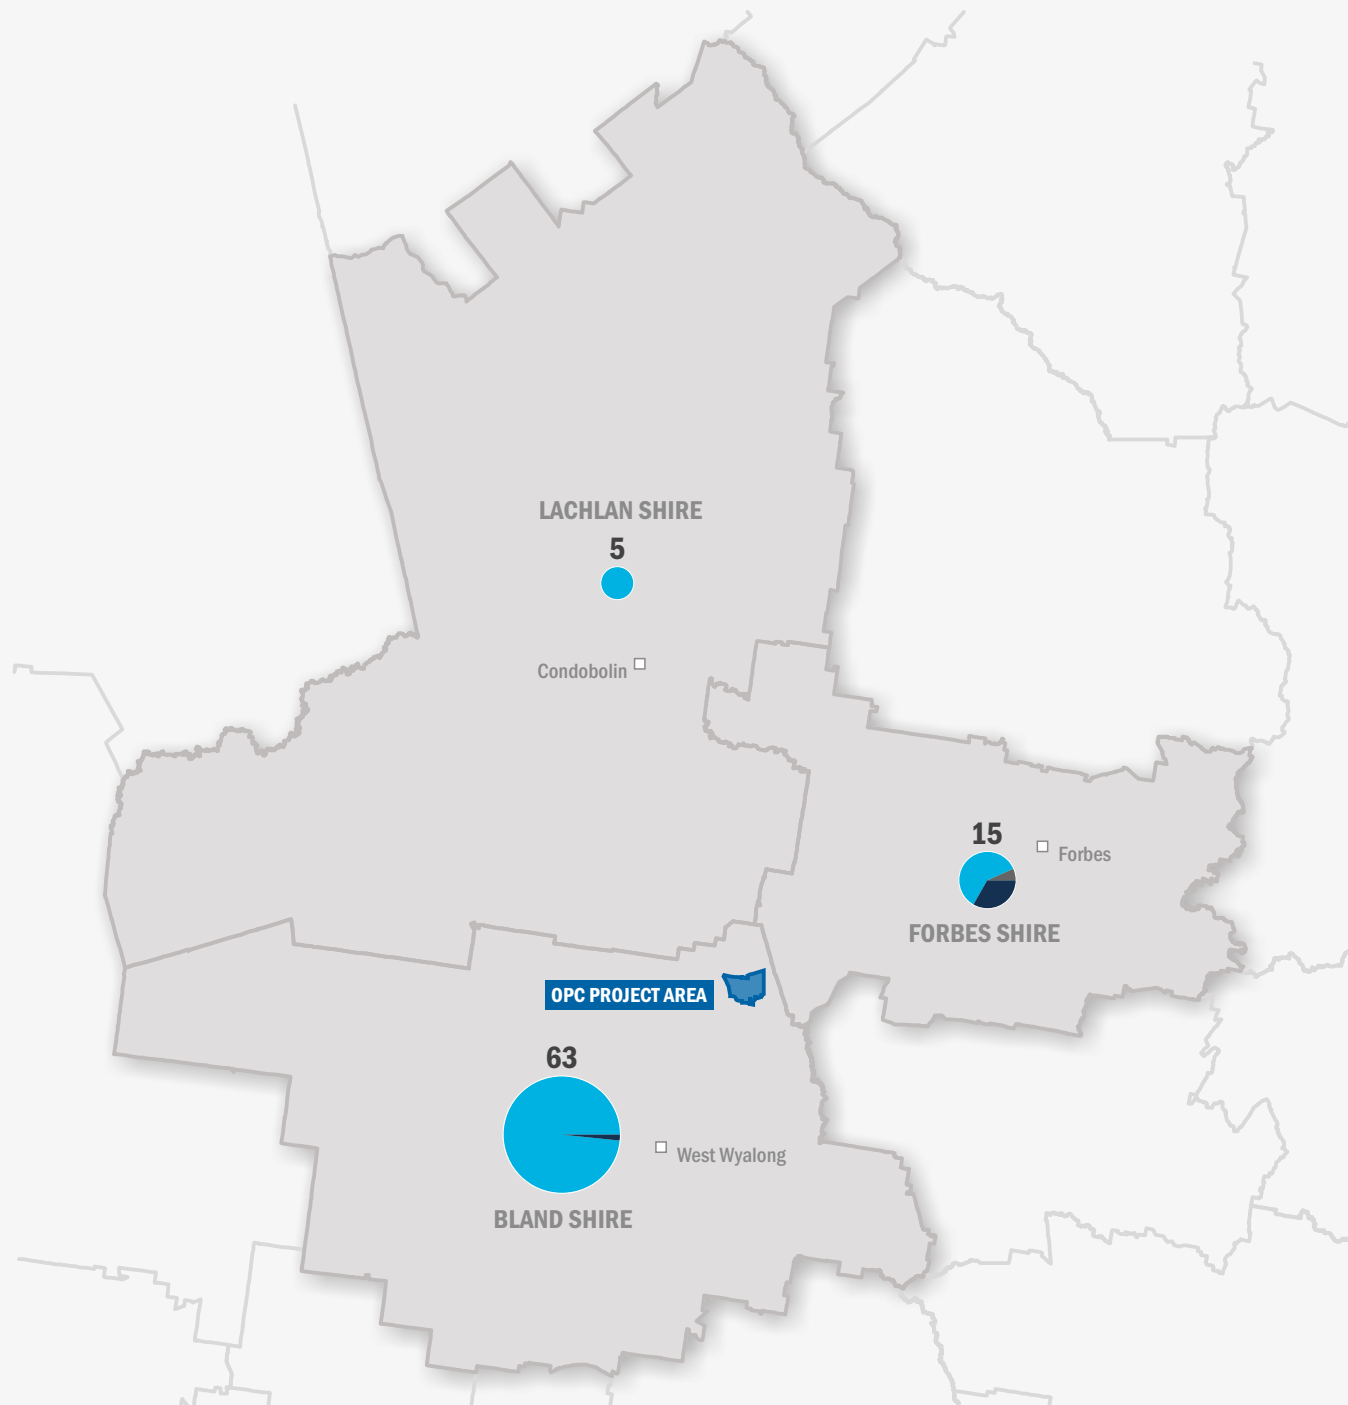 LACHLAN SHIRE
5
Condobolin
15
Forbes
FORBES SHIRE
OPC PROJECT AREA
63
West Wyalong
BLAND SHIRE